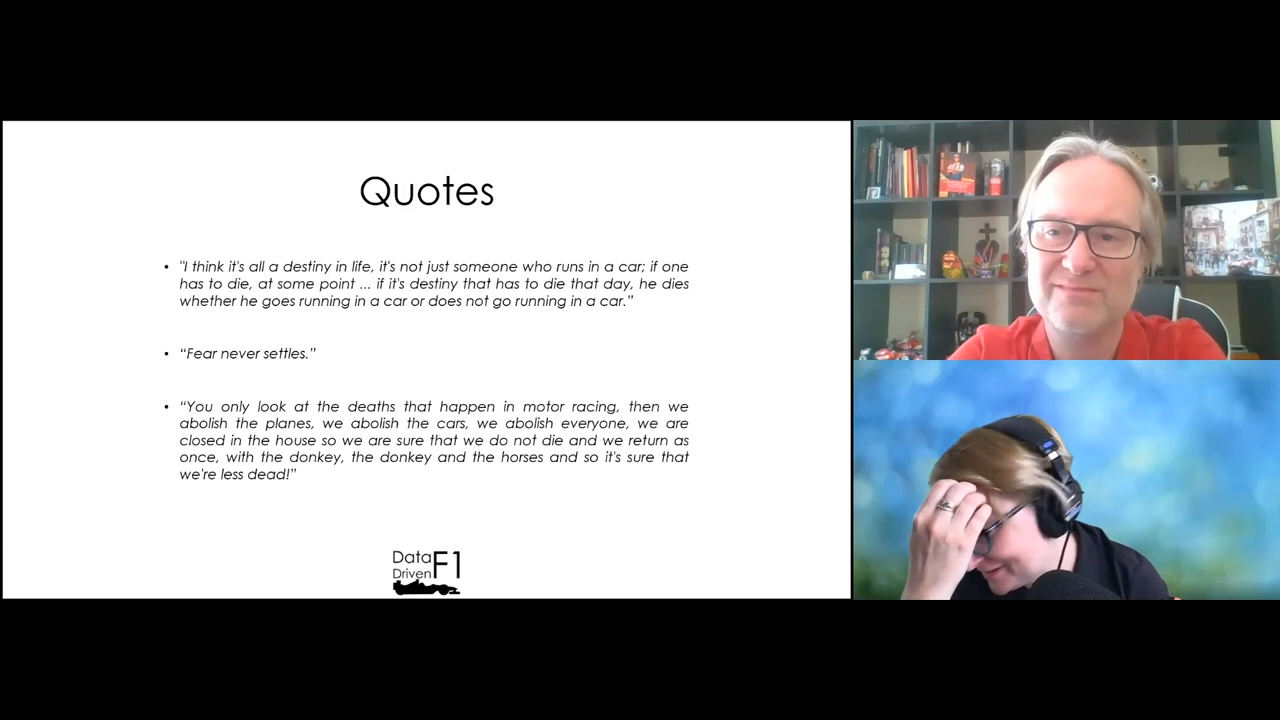 Quotes
• "I think it's all a destiny in life, it's not just someone who runs in a car; if one
has to die, at some point ... if it's destiny that has to die that day, he dies
whether he goes running in a car or does not go running in a car.”
• “Fear never settles.”
• “You only look at the deaths that happen in motor racing, then we
abolish the planes, we abolish the cars, we abolish everyone, we are
closed in the house so we are sure that we do not die and we return as
once, with the donkey, the donkey and the horses and so it's sure that
we're less dead!”
Data
Driven F1